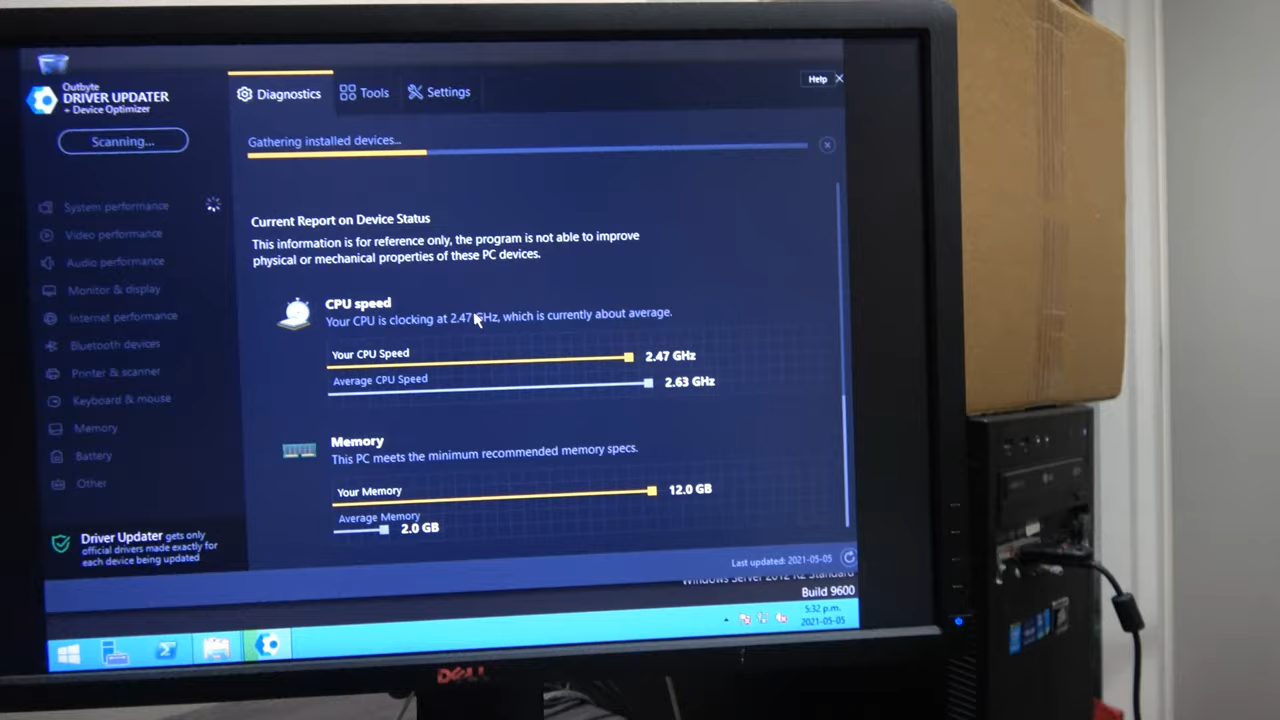 Outbyte
DRIVER UPDATER
+ Device Optimizer
Scanning...
System performance
Video performance
Audio performance
Monitor & display
Internet performance
Bluetooth devices
Printer & scanner
Keyboard & mouse
Memory
Battery
Other
Driver Updater gets only
official drivers made exactly for
each device being updated
Diagnostics
Tools
Settings
Help
Gathering installed devices...
Current Report on Device Status
This information is for reference only, the program is not able to improve
physical or mechanical properties of these PC devices.
CPU speed
Your CPU is clocking at 2.47 GHz, which is currently about average.
Your CPU Speed
2.47 GHz
Average CPU Speed
2.63 GHz
Memory
This PC meets the minimum recommended memory specs.
Your Memory
12.0 GB
Average Memory
2.0 GB
Last updated: 2021-05-05
Windows Server 2012 R2 Standard
Build 9600
5:32 p.m.
2021-05-05
DELL